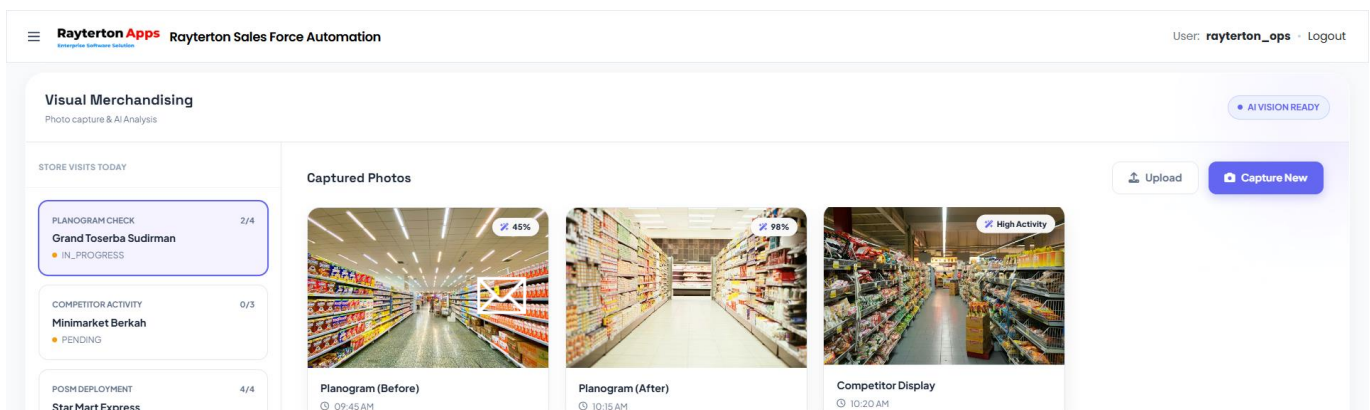 Rayterton Apps
Enterprise Software Solution
Rayterton Sales Force Automation
User: rayterton_ops - Logout
Visual Merchandising
Photo capture & AI Analysis
AI VISION READY
STORE VISITS TODAY
PLANOGRAM CHECK 2/4
Grand Toserba Sudirman
IN_PROGRESS
COMPETITOR ACTIVITY 0/3
Minimarket Berkah
PENDING
POSM DEPLOYMENT 4/4
Star Mart Express
Captured Photos
Upload
Capture New
45%
Planogram (Before)
09:45 AM
98%
Planogram (After)
10:15 AM
High Activity
Competitor Display
10:20 AM